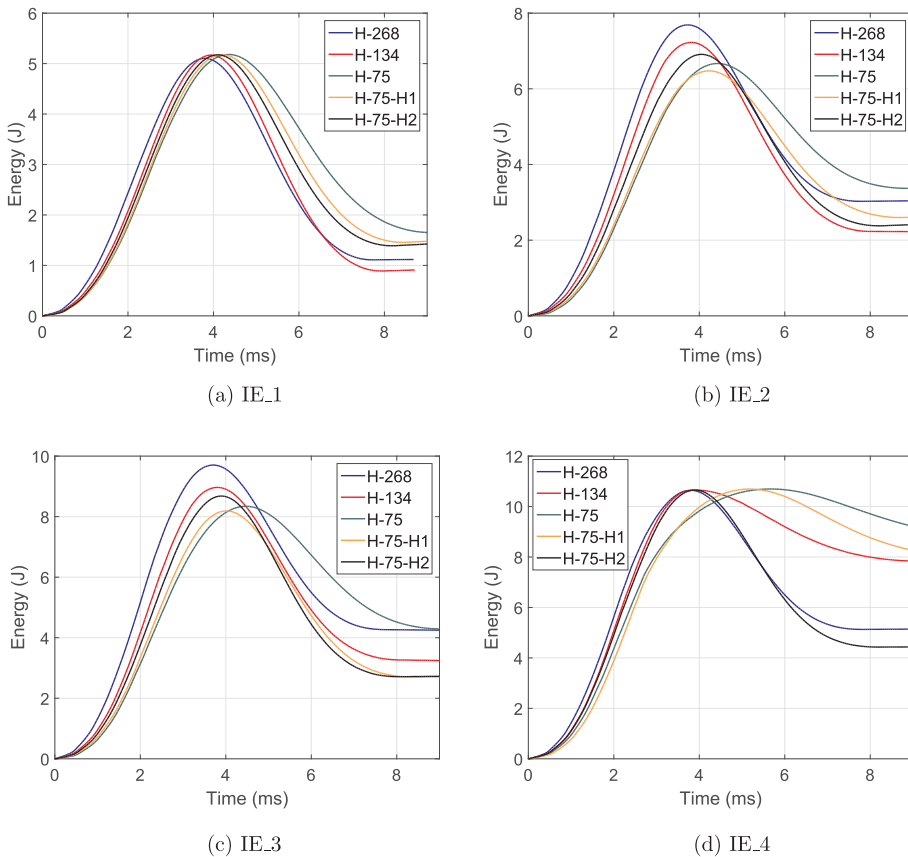 6
5
4
3
2
1
0
Energy (J)
H-268
H-134
H-75
H-75-H1
H-75-H2
0 2 4 6 8
Time (ms)
(a) IE_1
8
6
4
2
0
Energy (J)
H-268
H-134
H-75
H-75-H1
H-75-H2
0 2 4 6 8
Time (ms)
(b) IE_2
10
8
6
4
2
0
Energy (J)
H-268
H-134
H-75
H-75-H1
H-75-H2
0 2 4 6 8
Time (ms)
(c) IE_3
12
10
8
6
4
2
0
Energy (J)
H-268
H-134
H-75
H-75-H1
H-75-H2
0 2 4 6 8
Time (ms)
(d) IE_4